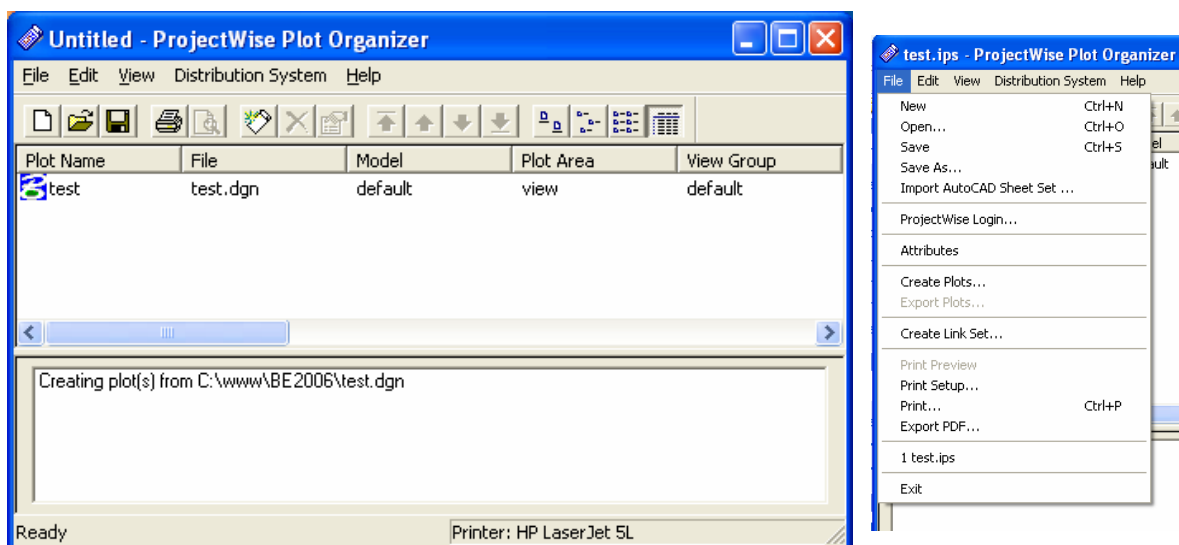 Untitled - ProjectWise Plot Organizer
File Edit View Distribution System Help
Plot Name File Model Plot Area View Group
test test.dgn default view default
Creating plot(s) from C:\www\BE2006\test.dgn
Ready Printer: HP LaserJet 5L
test.ips - ProjectWise Plot Organizer
File Edit View Distribution System Help
New Ctrl+N
Open... Ctrl+O
Save Ctrl+S
Save As...
Import AutoCAD Sheet Set ...
ProjectWise Login...
Attributes
Create Plots...
Export Plots...
Create Link Set...
Print Preview
Print Setup...
Print... Ctrl+P
Export PDF...
1 test.ips
Exit